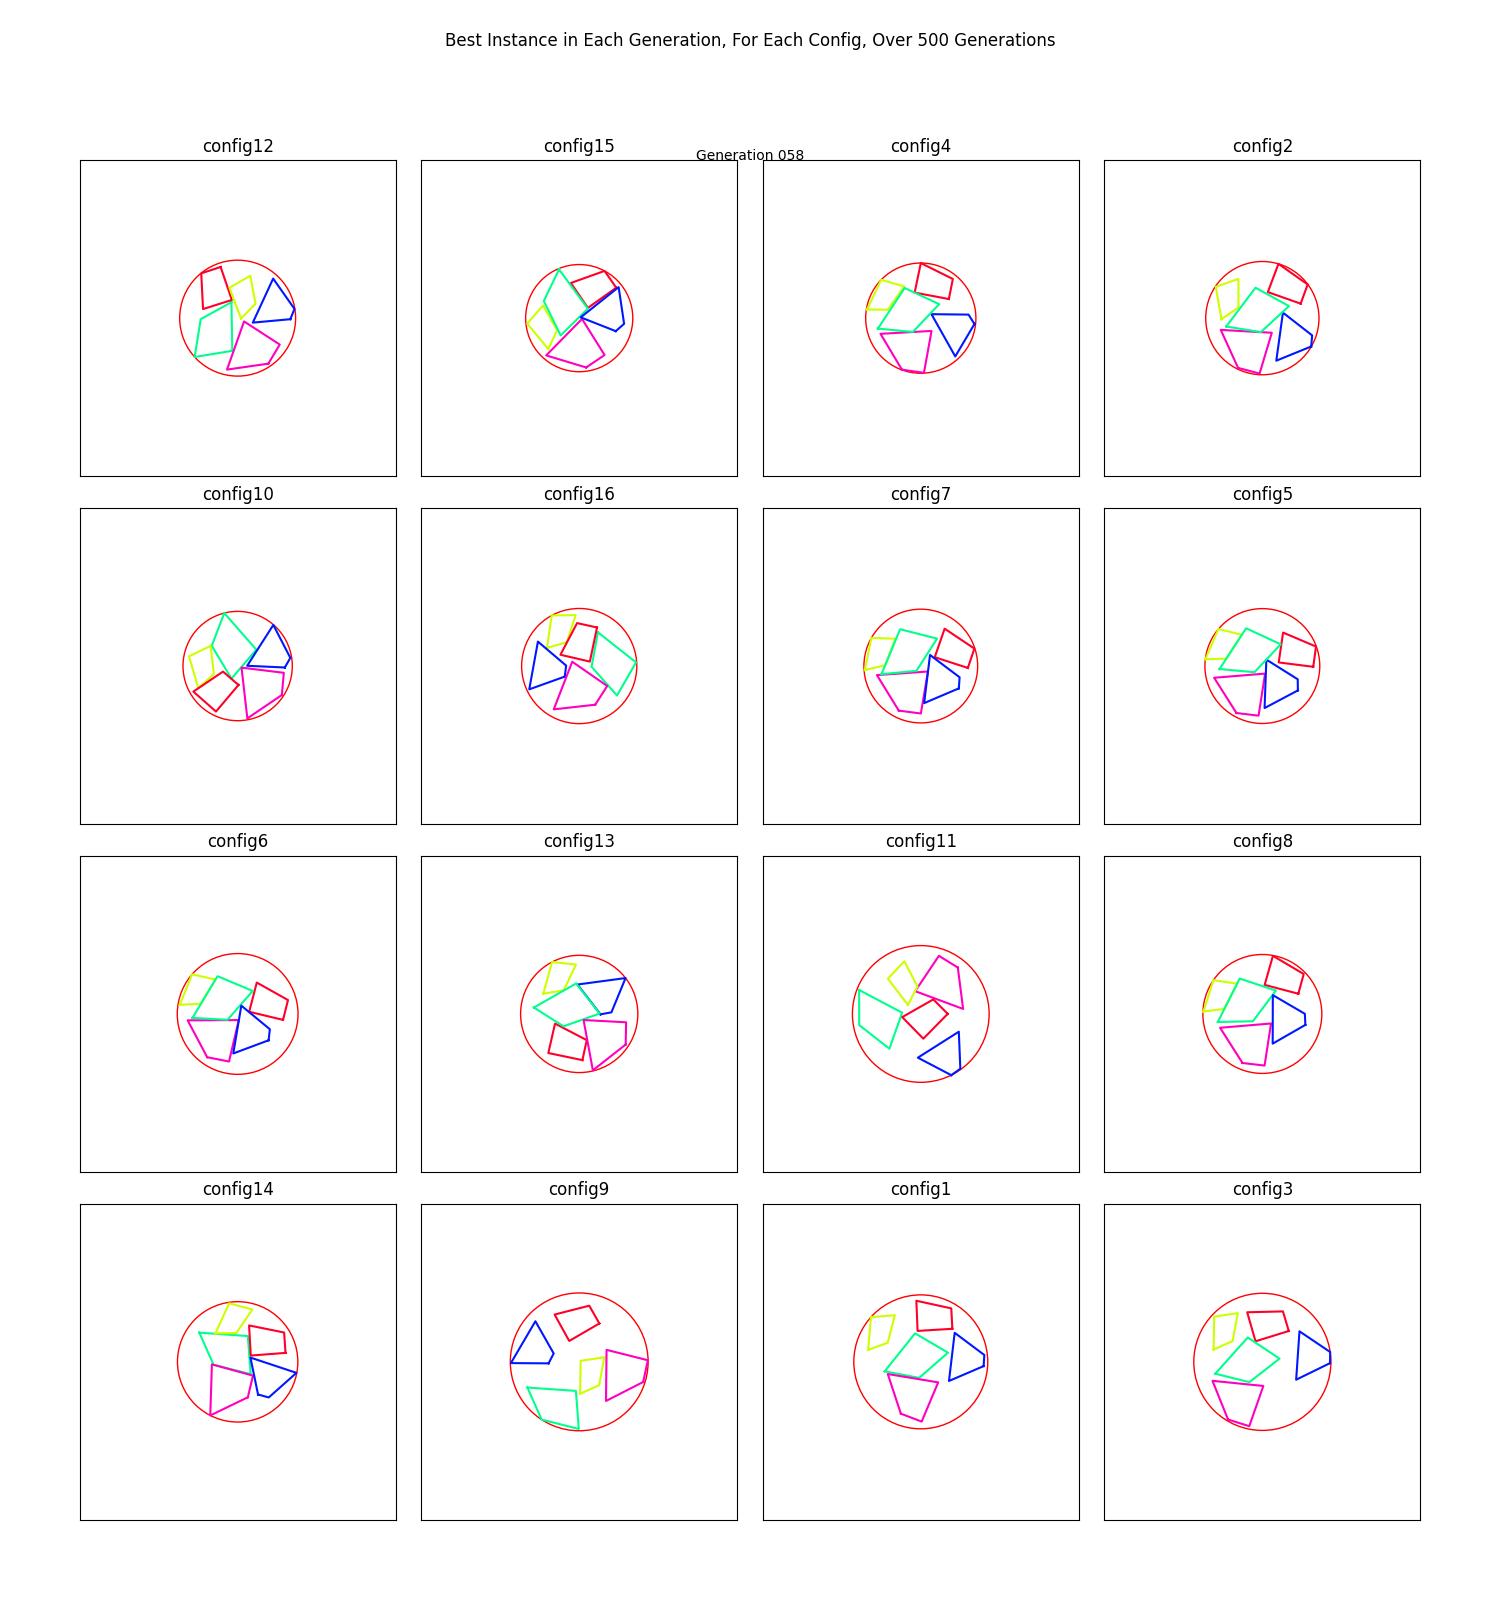 Best Instance in Each Generation, For Each Config, Over 500 Generations
config12 config15 config4 config2
Generation 058
config10 config16 config7 config5
config6 config13 config11 config8
config14 config9 config1 config3